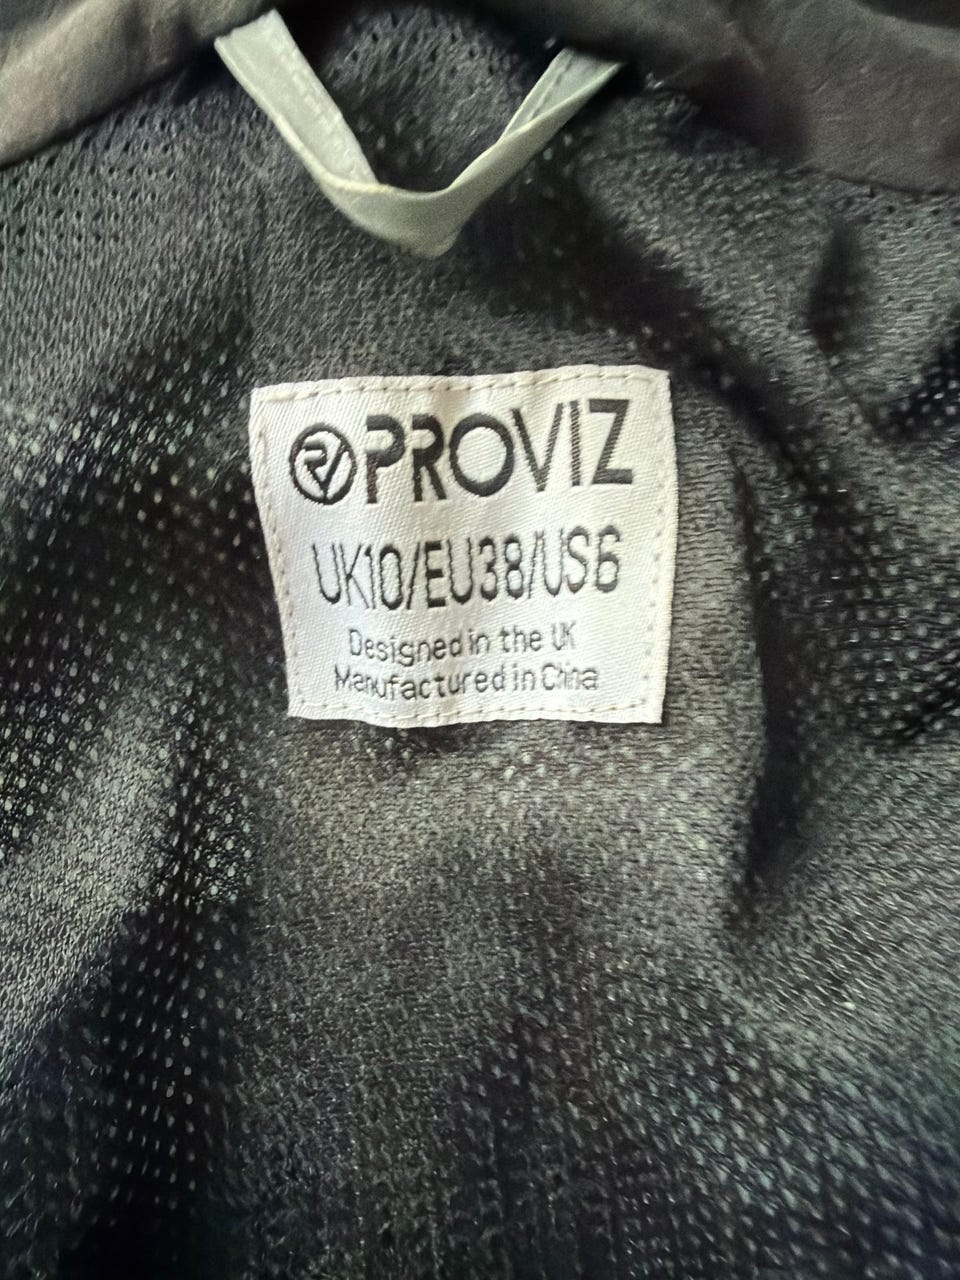 PROVIZ
UK10/EU38/US6
Designed in the UK
Manufactured in China